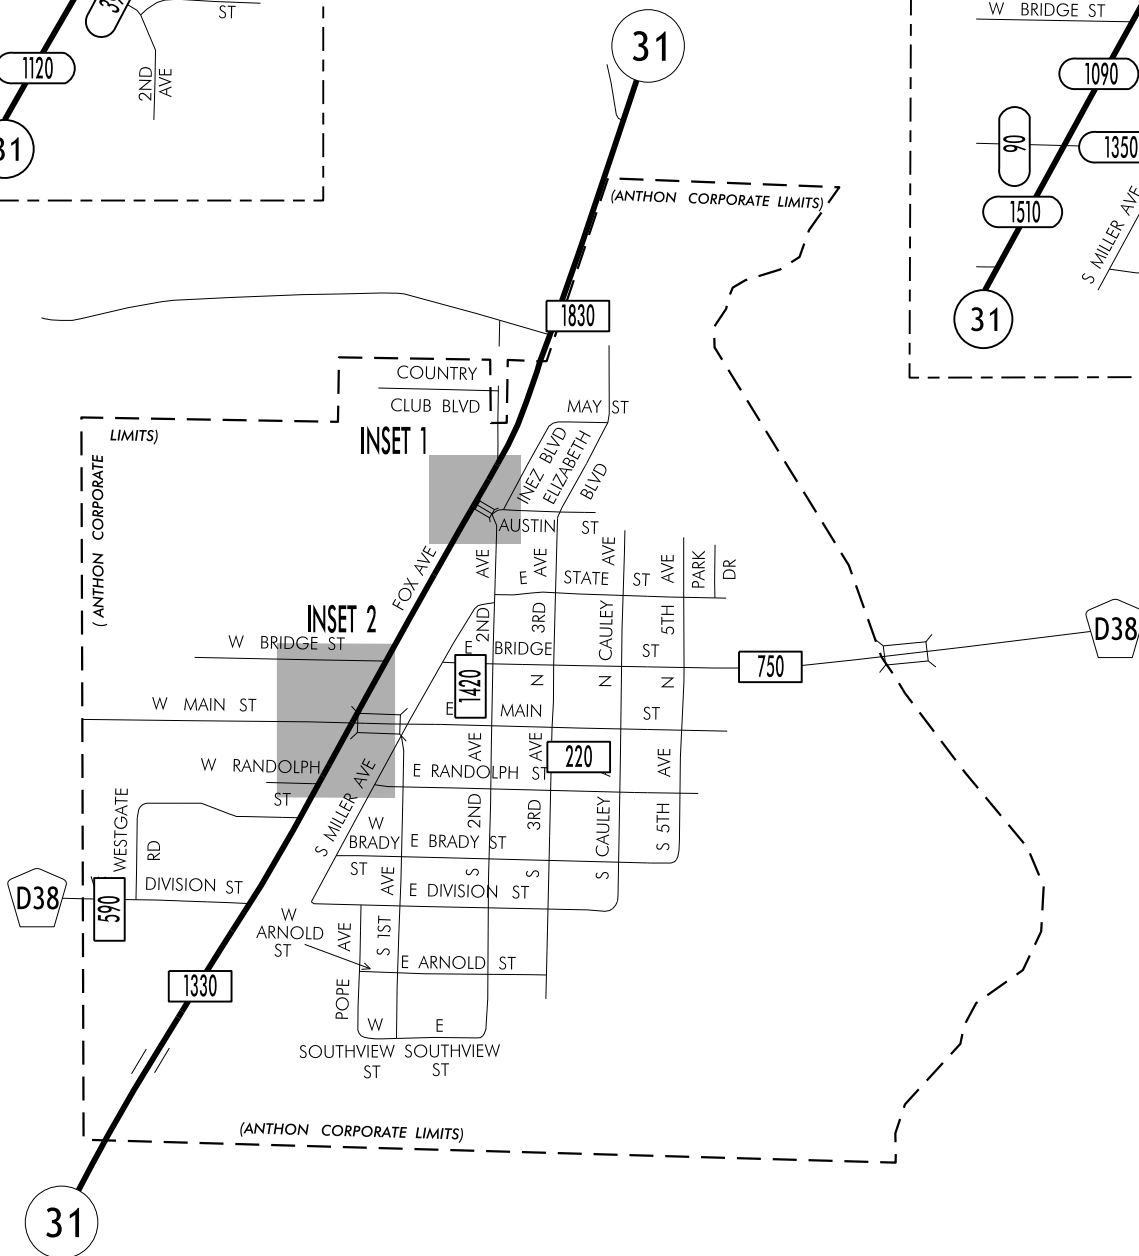 ST
2ND
AVE
1120
31
W BRIDGE ST
1090
90
1350
1510
S MILLER AVE
31
31
(ANTHON CORPORATE LIMITS)
1830
COUNTRY
CLUB BLVD
MAY ST
LIMITS)
(ANTHON CORPORATE
INSET 1
INEZ BLVD
ELIZABETH
BLVD
AUSTIN ST
FOX AVE
AVE
AVE
AVE
AVE
PARK
DR
E STATE ST
2ND
3RD
CAULEY
5TH
INSET 2
W BRIDGE ST
E BRIDGE ST
1420
750
D38
N
N
N
W MAIN ST
E MAIN ST
AVE
AVE
AVE
220
W RANDOLPH
ST
E RANDOLPH ST
S MILLER AVE
2ND
3RD
CAULEY
S 5TH
W
BRADY
ST
E BRADY ST
WESTGATE
RD
DIVISION ST
D38
590
AVE
S
S
S
E DIVISION ST
W
ARNOLD
ST
AVE
S 1ST
E ARNOLD ST
1330
POPE
W
E
SOUTHVIEW
ST
SOUTHVIEW
ST
(ANTHON CORPORATE LIMITS)
31